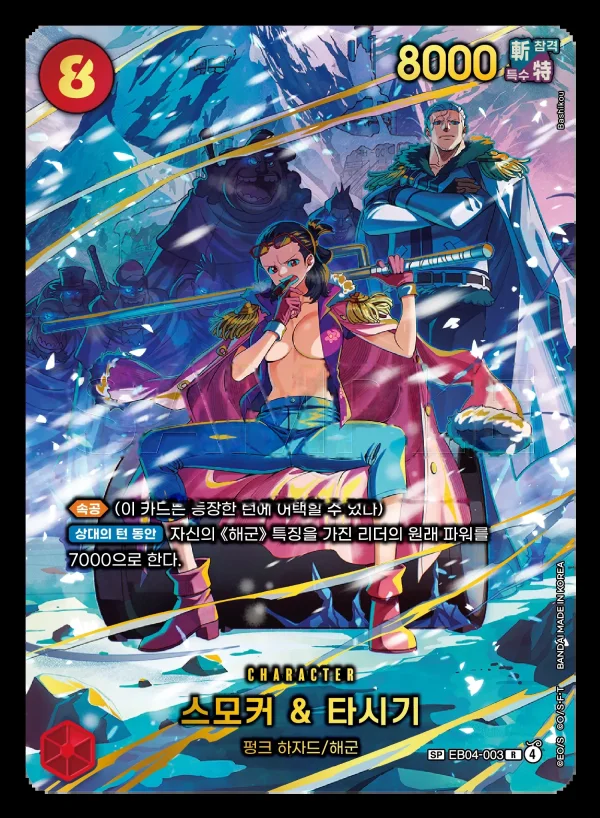 8
8000
斬 참격
특수 特
Bashikou
SAMPLE
속공 (이 카드는 등장한 턴에 어택할 수 있다)
상대의 턴 동안 자신의 《해군》 특징을 가진 리더의 원래 파워를
7000으로 한다.
CHARACTER
스모커 & 타시기
펑크 하자드/해군
SP EB04-003 R 4
©E.O/S. ©E.O/S.・F・T BANDAI MADE IN KOREA